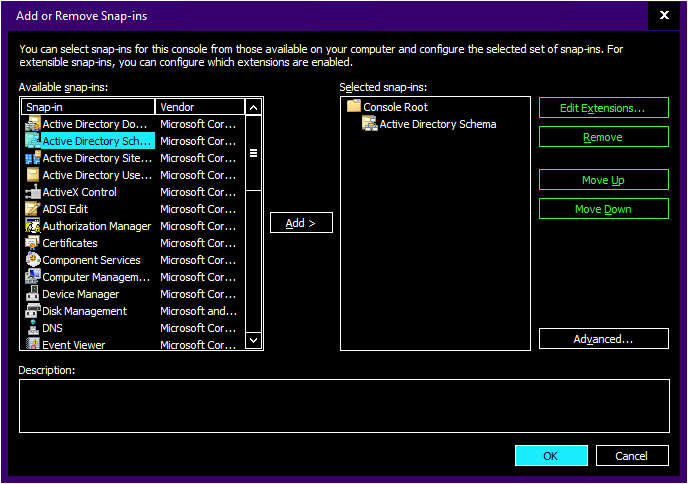 Add or Remove Snap-ins
X
You can select snap-ins for this console from those available on your computer and configure the selected set of snap-ins. For
extensible snap-ins, you can configure which extensions are enabled.
Available snap-ins:
Snap-in Vendor
Active Directory Do... Microsoft Cor...
Active Directory Sch... Microsoft Cor...
Active Directory Site... Microsoft Cor...
Active Directory Use... Microsoft Cor...
ActiveX Control Microsoft Cor...
ADSI Edit Microsoft Cor...
Authorization Manager Microsoft Cor...
Certificates Microsoft Cor...
Component Services Microsoft Cor...
Computer Managem... Microsoft Cor...
Device Manager Microsoft Cor...
Disk Management Microsoft and...
DNS Microsoft Cor...
Event Viewer Microsoft Cor...
Add >
Selected snap-ins:
Console Root
Active Directory Schema
Edit Extensions...
Remove
Move Up
Move Down
Advanced...
Description:
OK Cancel